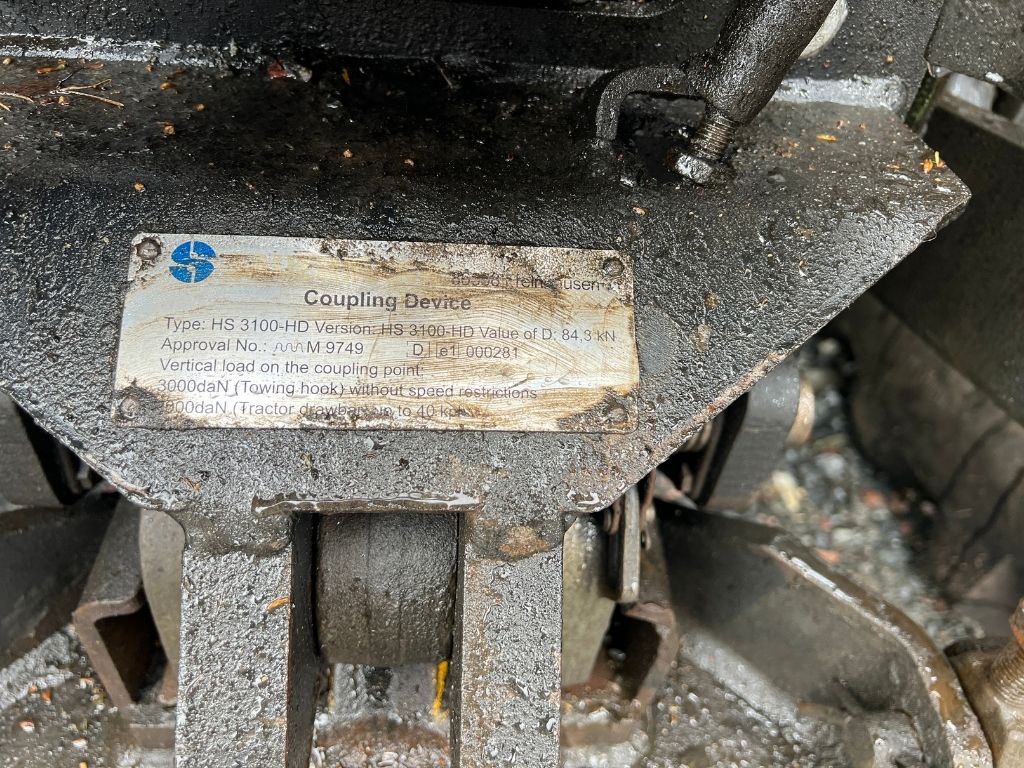 Coupling Device
Type: HS 3100-HD Version: HS 3100-HD Value of D: 84,3 kN
Approval No.: M 9749 D e1 000281
Vertical load on the coupling point:
3000daN (Towing hook) without speed restrictions
(Tractor drawbar up to 40